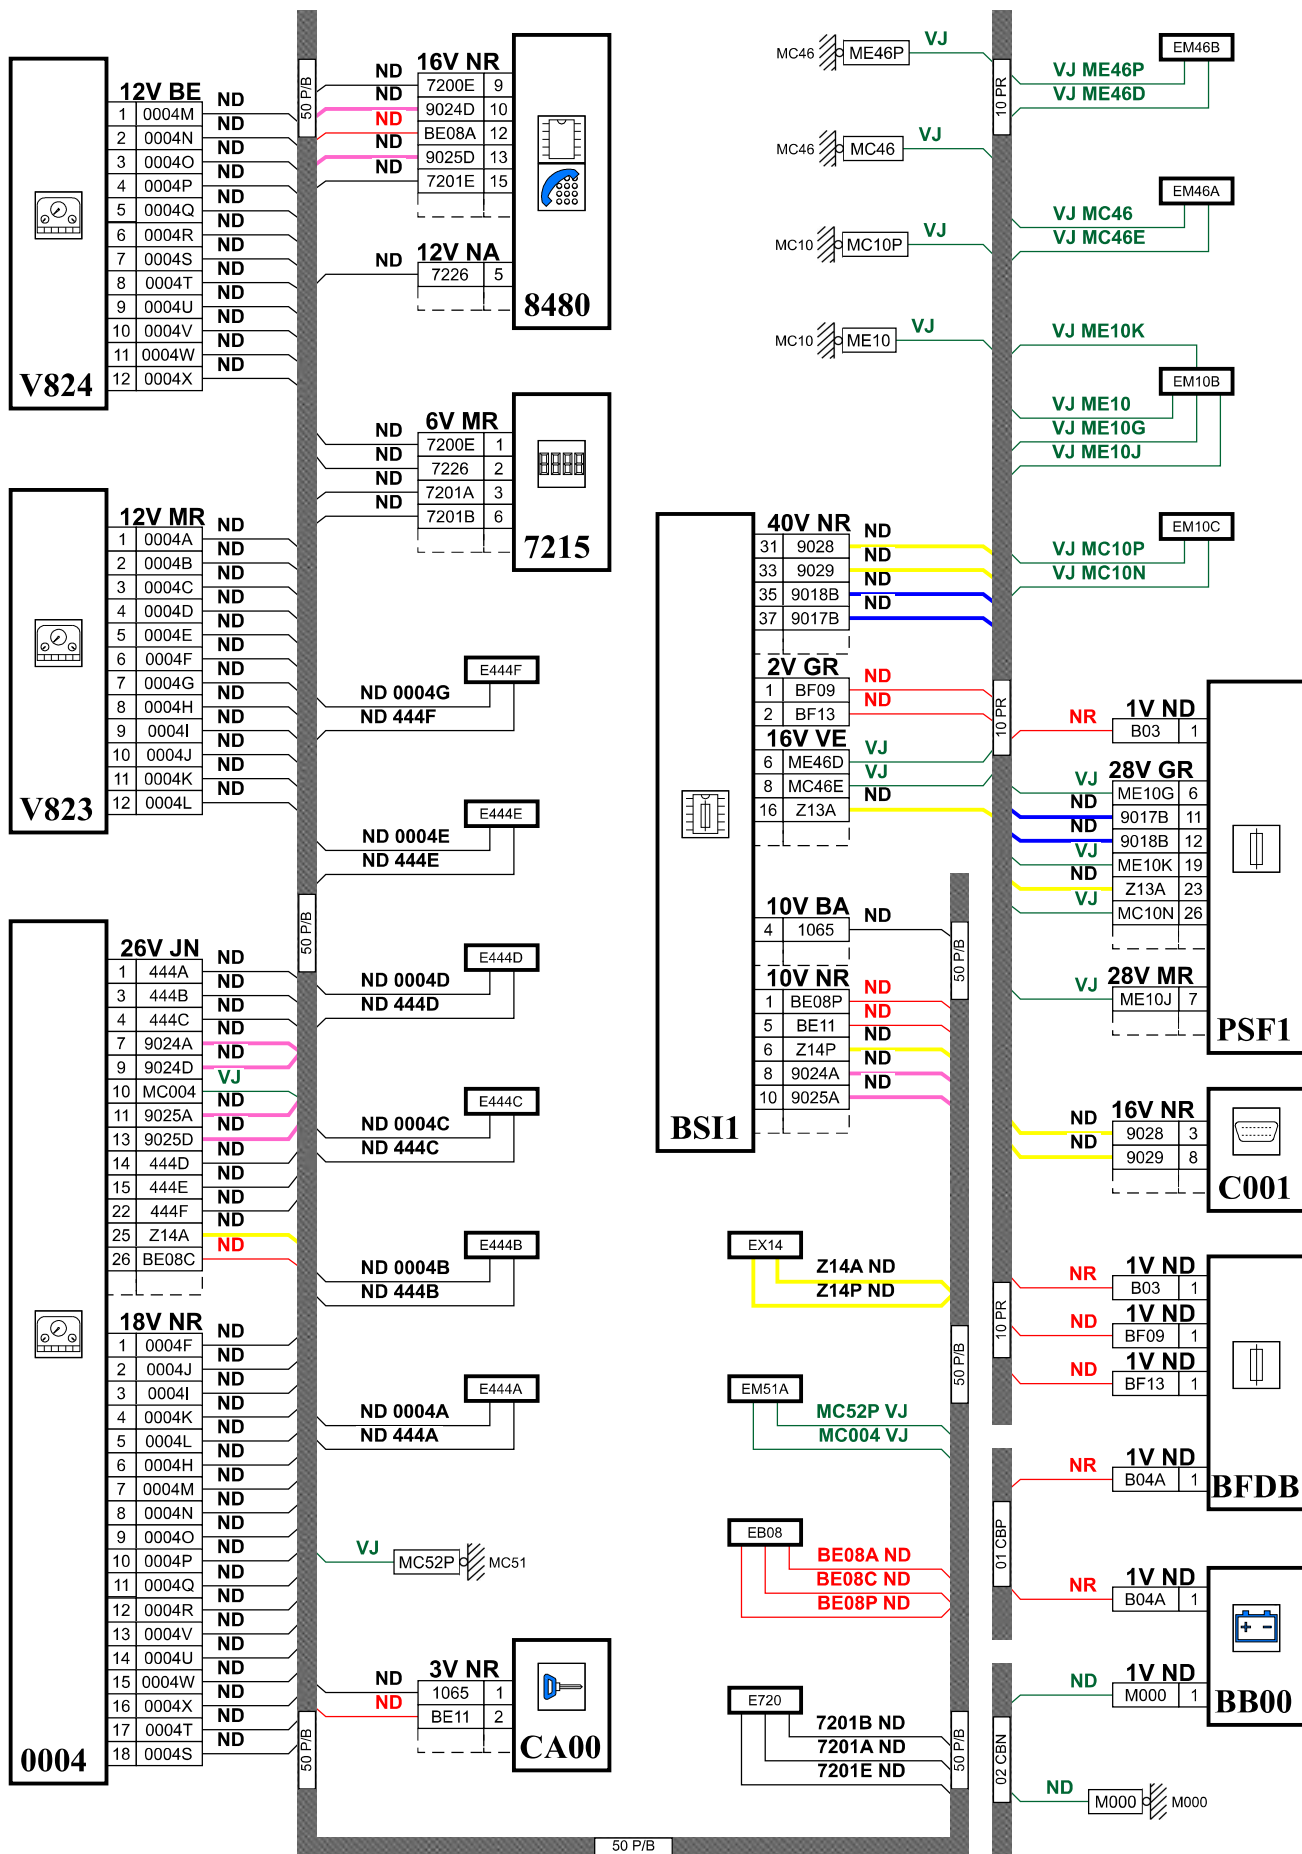 V824
12V BE
1 0004M ND
2 0004N ND
3 0004O ND
4 0004P ND
5 0004Q ND
6 0004R ND
7 0004S ND
8 0004T ND
9 0004U ND
10 0004V ND
11 0004W ND
12 0004X ND
V823
12V MR
1 0004A ND
2 0004B ND
3 0004C ND
4 0004D ND
5 0004E ND
6 0004F ND
7 0004G ND
8 0004H ND
9 0004I ND
10 0004J ND
11 0004K ND
12 0004L ND
0004
26V JN
1 444A ND
3 444B ND
4 444C ND
7 9024A ND
9 9024D ND
10 MC004 VJ
11 9025A ND
13 9025D ND
14 444D ND
15 444E ND
22 444F ND
25 Z14A ND
26 BE08C ND
18V NR
1 0004F ND
2 0004J ND
3 0004I ND
4 0004K ND
5 0004L ND
6 0004H ND
7 0004M ND
8 0004N ND
9 0004O ND
10 0004P ND
11 0004Q ND
12 0004R ND
13 0004V ND
14 0004U ND
15 0004W ND
16 0004X ND
17 0004T ND
18 0004S ND
50 P/B
50 P/B
50 P/B
50 P/B
8480
16V NR
ND 7200E 9
ND 9024D 10
ND BE08A 12
ND 9025D 13
ND 7201E 15
12V NA
ND 7226 5
7215
6V MR
ND 7200E 1
ND 7226 2
ND 7201A 3
ND 7201B 6
E444F
ND 0004G
ND 444F
E444E
ND 0004E
ND 444E
E444D
ND 0004D
ND 444D
E444C
ND 0004C
ND 444C
E444B
ND 0004B
ND 444B
E444A
ND 0004A
ND 444A
VJ MC52P MC51
CA00
3V NR
ND 1065 1
ND BE11 2
MC46 ME46P VJ
MC46 MC46 VJ
MC10 MC10P VJ
MC10 ME10 VJ
BSI1
40V NR
31 9028 ND
33 9029 ND
35 9018B ND
37 9017B ND
2V GR
1 BF09 ND
2 BF13 ND
16V VE
6 ME46D VJ
8 MC46E VJ
16 Z13A ND
10V BA
4 1065 ND
10V NR
1 BE08P ND
5 BE11 ND
6 Z14P ND
8 9024A ND
10 9025A ND
50 P/B
50 P/B
50 P/B
EX14
Z14A ND
Z14P ND
EM51A
MC52P VJ
MC004 VJ
EB08
BE08A ND
BE08C ND
BE08P ND
E720
7201B ND
7201A ND
7201E ND
10 PR
10 PR
10 PR
01 CBP
02 CBN
EM46B
VJ ME46P
VJ ME46D
EM46A
VJ MC46
VJ MC46E
VJ ME10K
EM10B
VJ ME10
VJ ME10G
VJ ME10J
EM10C
VJ MC10P
VJ MC10N
PSF1
1V ND
NR B03 1
28V GR
VJ ME10G 6
ND 9017B 11
ND 9018B 12
VJ ME10K 19
ND Z13A 23
VJ MC10N 26
28V MR
VJ ME10J 7
C001
16V NR
ND 9028 3
ND 9029 8
BFDB
1V ND
NR B03 1
1V ND
ND BF09 1
1V ND
ND BF13 1
1V ND
NR B04A 1
BB00
1V ND
NR B04A 1
1V ND
ND M000 1
ND M000 M000